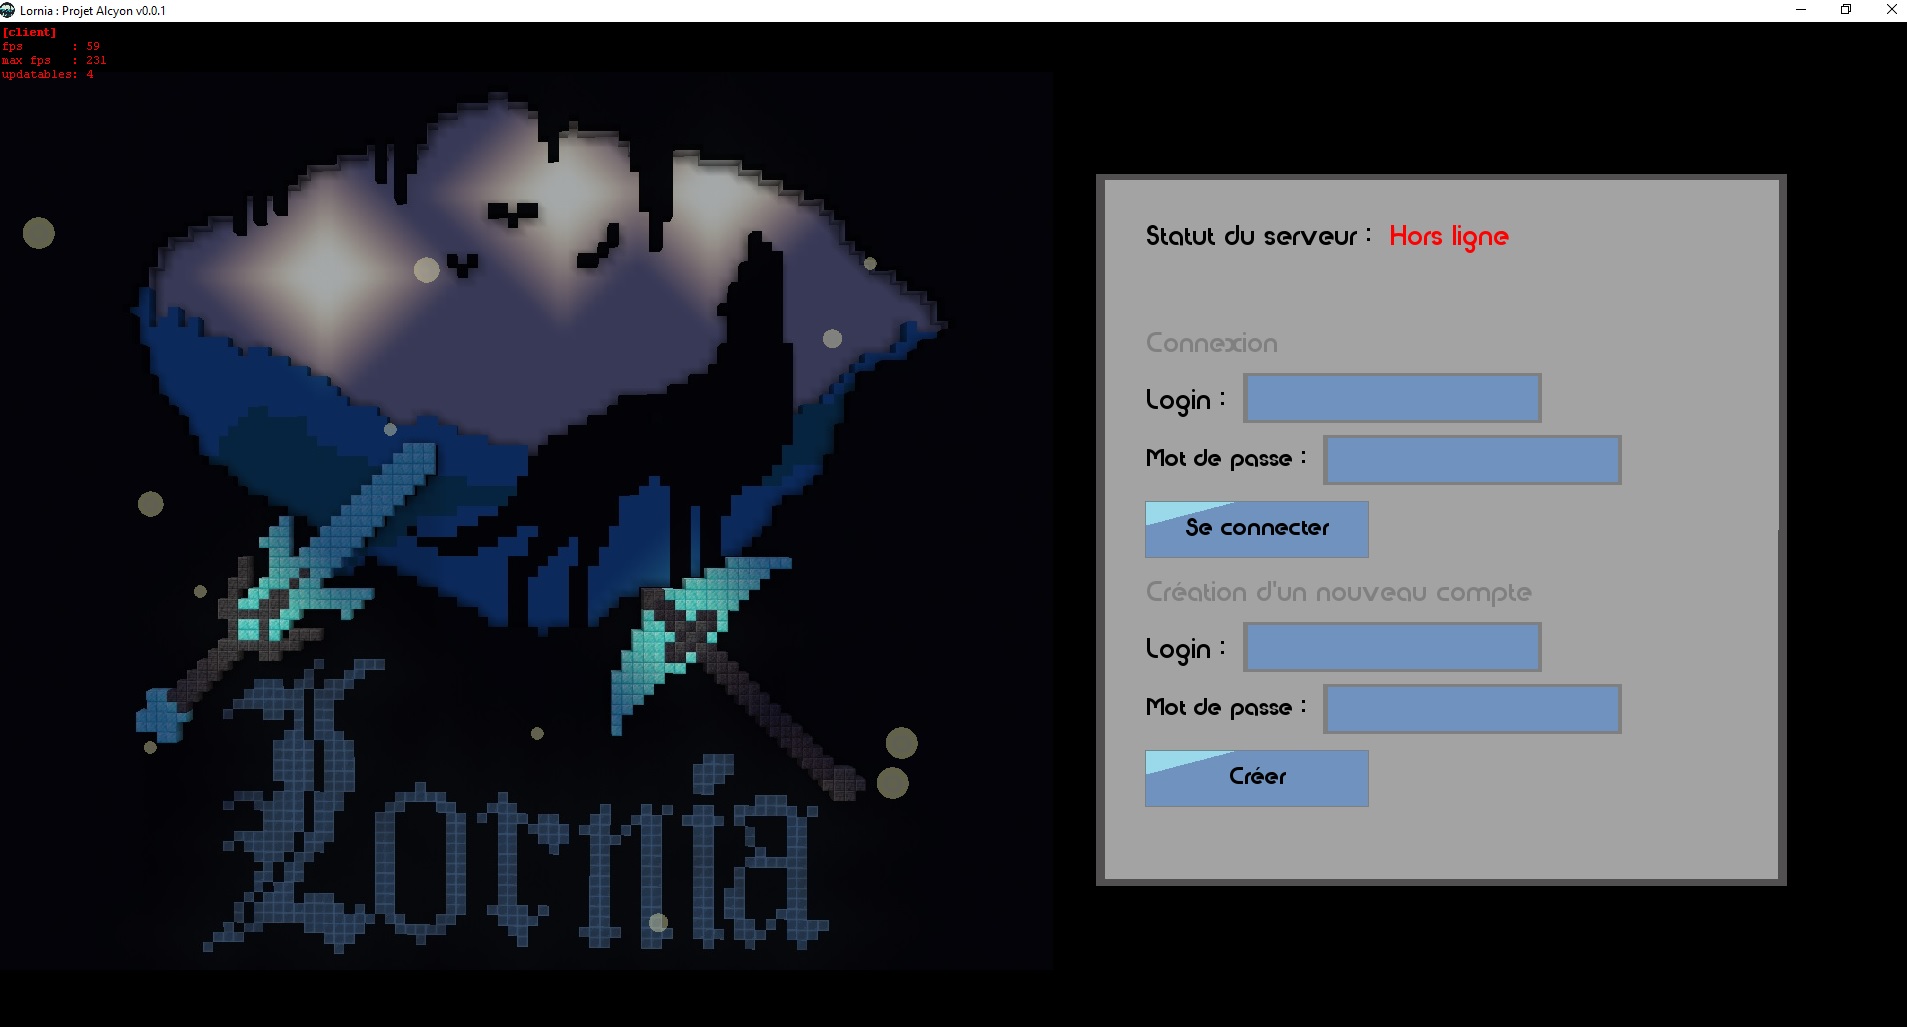 Lornia : Projet Alcyon v0.0.1
[client]
fps : 59
max fps : 231
updatables: 4
Statut du serveur : Hors ligne
Connexion
Login :
Mot de passe :
Se connecter
Création d'un nouveau compte
Login :
Mot de passe :
Créer
Lornia